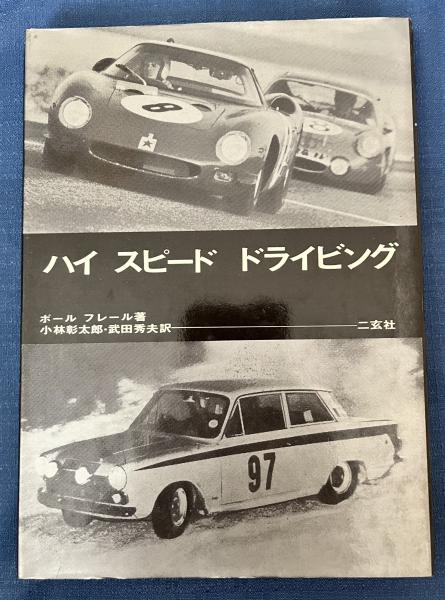 8
ハイ スピード ドライビング
ポール フレール著
小林彰太郎・武田秀夫訳
二玄社
97